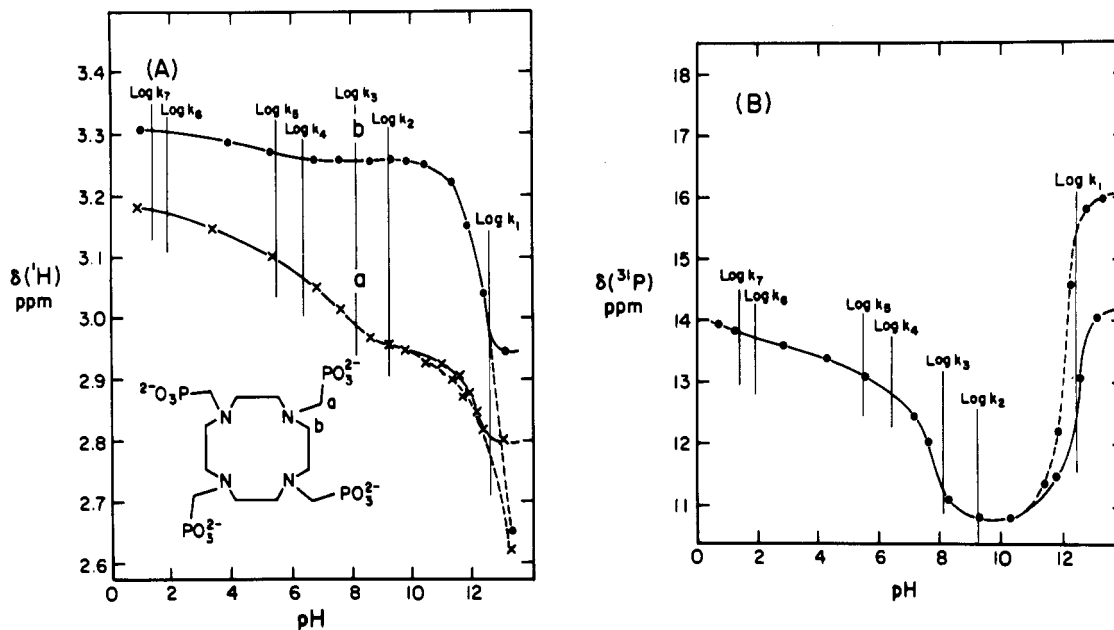 (A)
3.4
3.3
3.2
3.1
3.0
2.9
2.8
2.7
2.6
δ(¹H)
ppm
Log k₇
Log k₆
Log k₅
Log k₄
Log k₃
Log k₂
Log k₁
b
a
PO₃²⁻
²⁻O₃P
a
N
N
b
N
N
PO₃²⁻
PO₃²⁻
0
2
4
6
8
10
12
pH
(B)
18
17
16
15
14
13
12
11
δ(³¹P)
ppm
Log k₇
Log k₆
Log k₅
Log k₄
Log k₃
Log k₂
Log k₁
0
2
4
6
8
10
12
pH